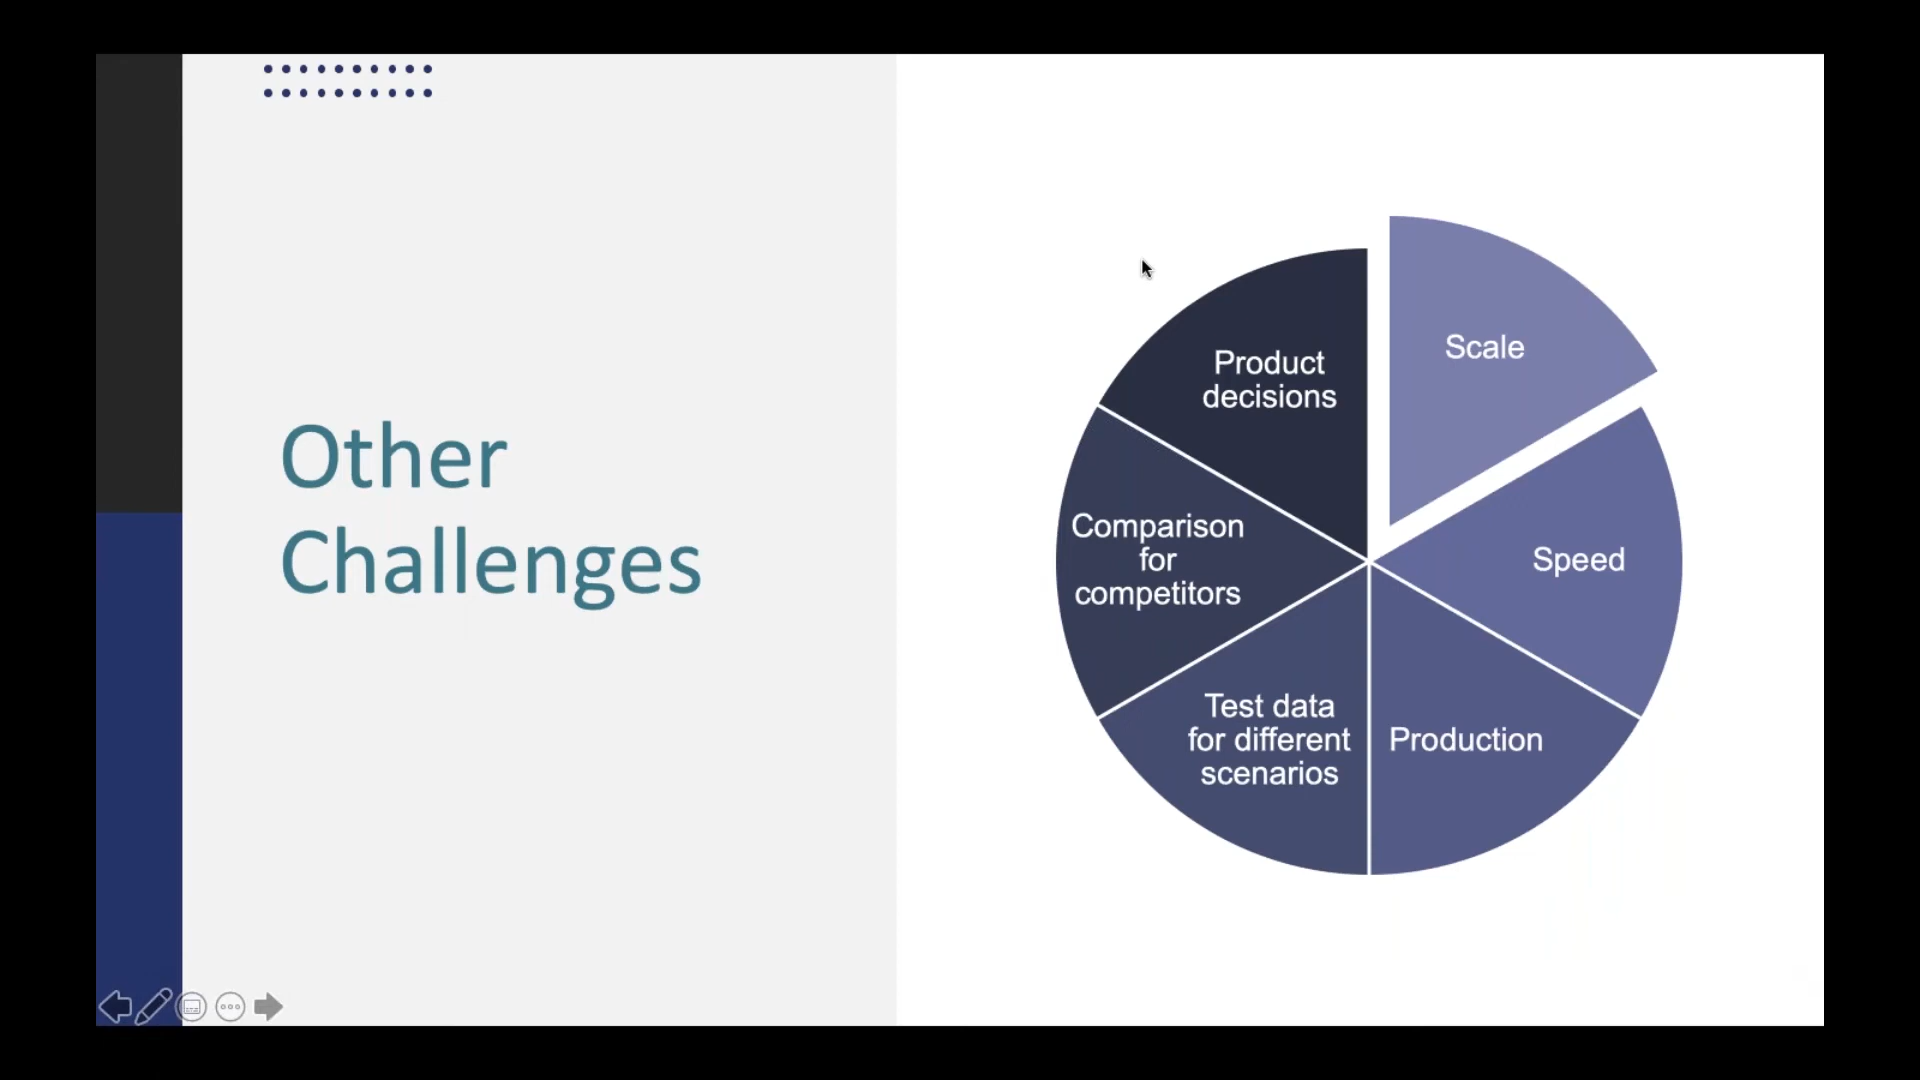 Other
Challenges
Scale
Speed
Production
Test data
for different
scenarios
Comparison
for
competitors
Product
decisions